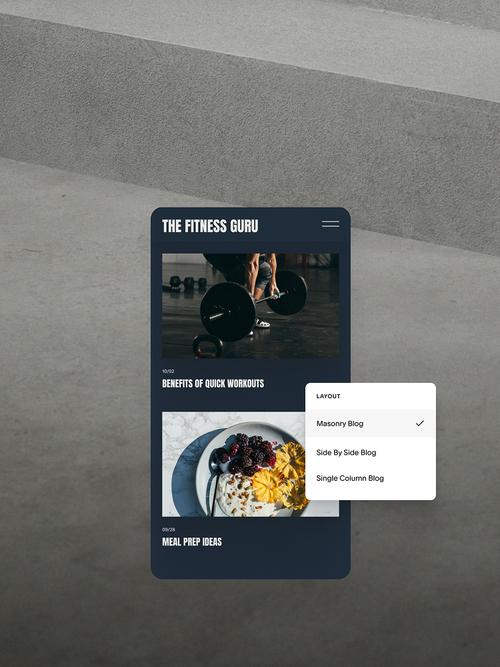 THE FITNESS GURU
10/02
BENEFITS OF QUICK WORKOUTS
LAYOUT
Masonry Blog
Side By Side Blog
Single Column Blog
09/28
MEAL PREP IDEAS